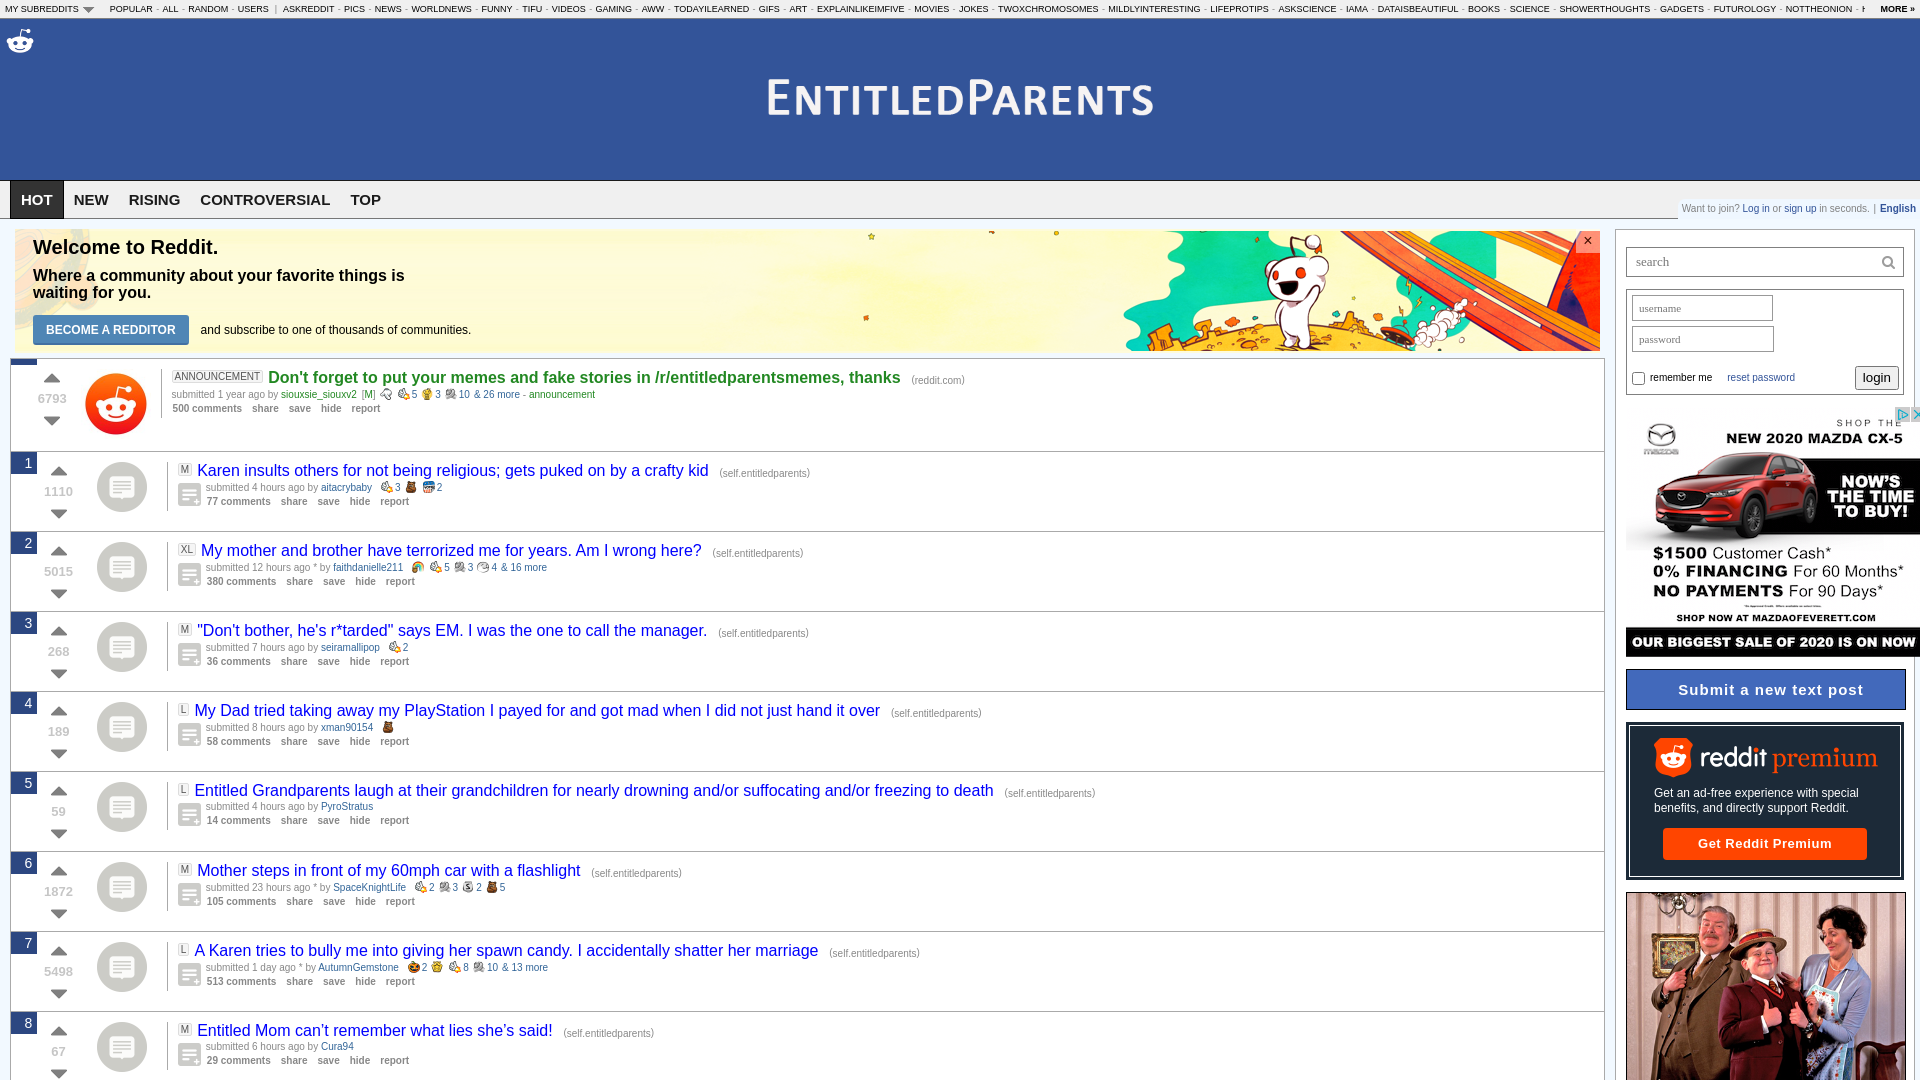 MY SUBREDDITS POPULAR - ALL - RANDOM - USERS | ASKREDDIT - PICS - NEWS - WORLDNEWS - FUNNY - TIFU - VIDEOS - GAMING - AWW - TODAYILEARNED - GIFS - ART - EXPLAINLIKEIMFIVE - MOVIES - JOKES - TWOXCHROMOSOMES - MILDLYINTERESTING - LIFEPROTIPS - ASKSCIENCE - IAMA - DATAISBEAUTIFUL - BOOKS - SCIENCE - SHOWERTHOUGHTS - GADGETS - FUTUROLOGY - NOTTHEONION - MORE »
ENTITLEDPARENTS
HOT NEW RISING CONTROVERSIAL TOP
Want to join? Log in or sign up in seconds. | English
Welcome to Reddit.
Where a community about your favorite things is
waiting for you.
BECOME A REDDITOR and subscribe to one of thousands of communities.
×
6793
ANNOUNCEMENT Don't forget to put your memes and fake stories in /r/entitledparentsmemes, thanks (reddit.com)
submitted 1 year ago by siouxsie_siouxv2 [M] 5 3 10 & 26 more - announcement
500 comments share save hide report
1
1110
M Karen insults others for not being religious; gets puked on by a crafty kid (self.entitledparents)
submitted 4 hours ago by aitacrybaby 3 2
77 comments share save hide report
2
5015
XL My mother and brother have terrorized me for years. Am I wrong here? (self.entitledparents)
submitted 12 hours ago * by faithdanielle211 5 3 4 & 16 more
380 comments share save hide report
3
268
M "Don't bother, he's r*tarded" says EM. I was the one to call the manager. (self.entitledparents)
submitted 7 hours ago by seiramallipop 2
36 comments share save hide report
4
189
L My Dad tried taking away my PlayStation I payed for and got mad when I did not just hand it over (self.entitledparents)
submitted 8 hours ago by xman90154
58 comments share save hide report
5
59
L Entitled Grandparents laugh at their grandchildren for nearly drowning and/or suffocating and/or freezing to death (self.entitledparents)
submitted 4 hours ago by PyroStratus
14 comments share save hide report
6
1872
M Mother steps in front of my 60mph car with a flashlight (self.entitledparents)
submitted 23 hours ago * by SpaceKnightLife 2 3 2 5
105 comments share save hide report
7
5498
L A Karen tries to bully me into giving her spawn candy. I accidentally shatter her marriage (self.entitledparents)
submitted 1 day ago * by AutumnGemstone 2 8 10 & 13 more
513 comments share save hide report
8
67
M Entitled Mom can't remember what lies she's said! (self.entitledparents)
submitted 6 hours ago by Cura94
29 comments share save hide report
search
username
password
remember me reset password login
SHOP THE
NEW 2020 MAZDA CX-5
mazda
NOW'S
THE TIME
TO BUY!
$1500 Customer Cash*
0% FINANCING For 60 Months*
NO PAYMENTS For 90 Days*
SHOP NOW AT MAZDAOFEVERETT.COM
OUR BIGGEST SALE OF 2020 IS ON NOW
Submit a new text post
reddit premium
Get an ad-free experience with special
benefits, and directly support Reddit.
Get Reddit Premium